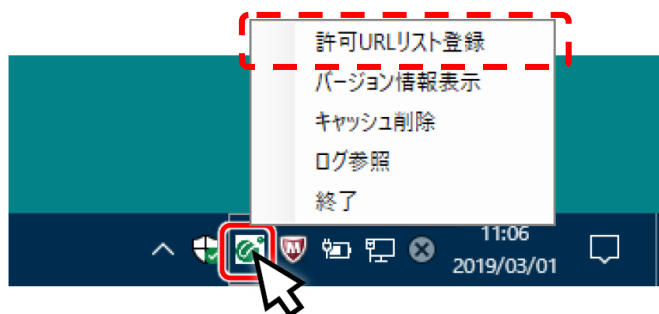 許可URLリスト登録
バージョン情報表示
キャッシュ削除
ログ参照
終了
11:06
2019/03/01